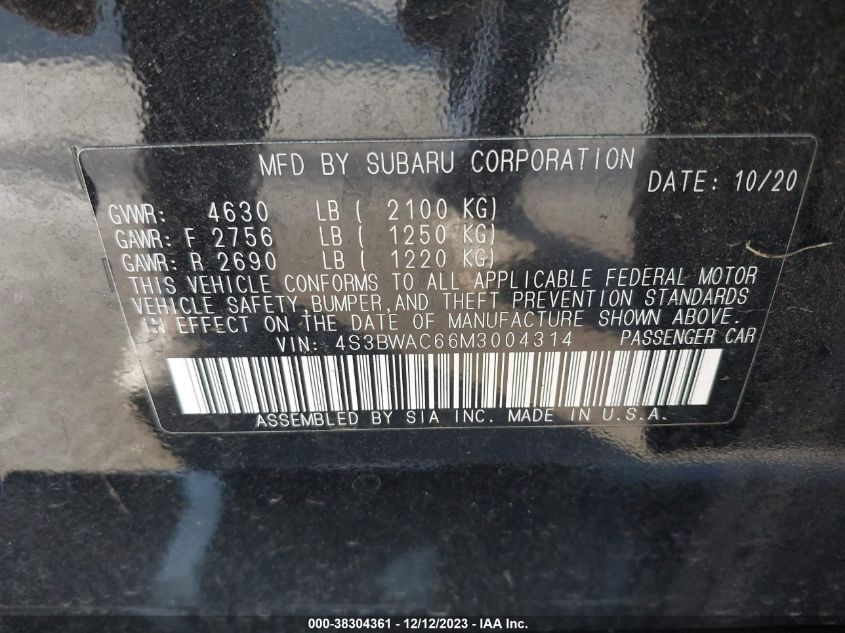 MFD BY SUBARU CORPORATION
DATE: 10/20
GVWR: 4630 LB ( 2100 KG)
GAWR: F 2756 LB ( 1250 KG)
GAWR: R 2690 LB ( 1220 KG)
THIS VEHICLE CONFORMS TO ALL APPLICABLE FEDERAL MOTOR
VEHICLE SAFETY,BUMPER,AND THEFT PREVENTION STANDARDS
IN EFFECT ON THE DATE OF MANUFACTURE SHOWN ABOVE.
VIN: 4S3BWAC66M3004314 PASSENGER CAR
ASSEMBLED BY SIA INC. MADE IN U.S.A.
000-38304361 - 12/12/2023 - IAA Inc.